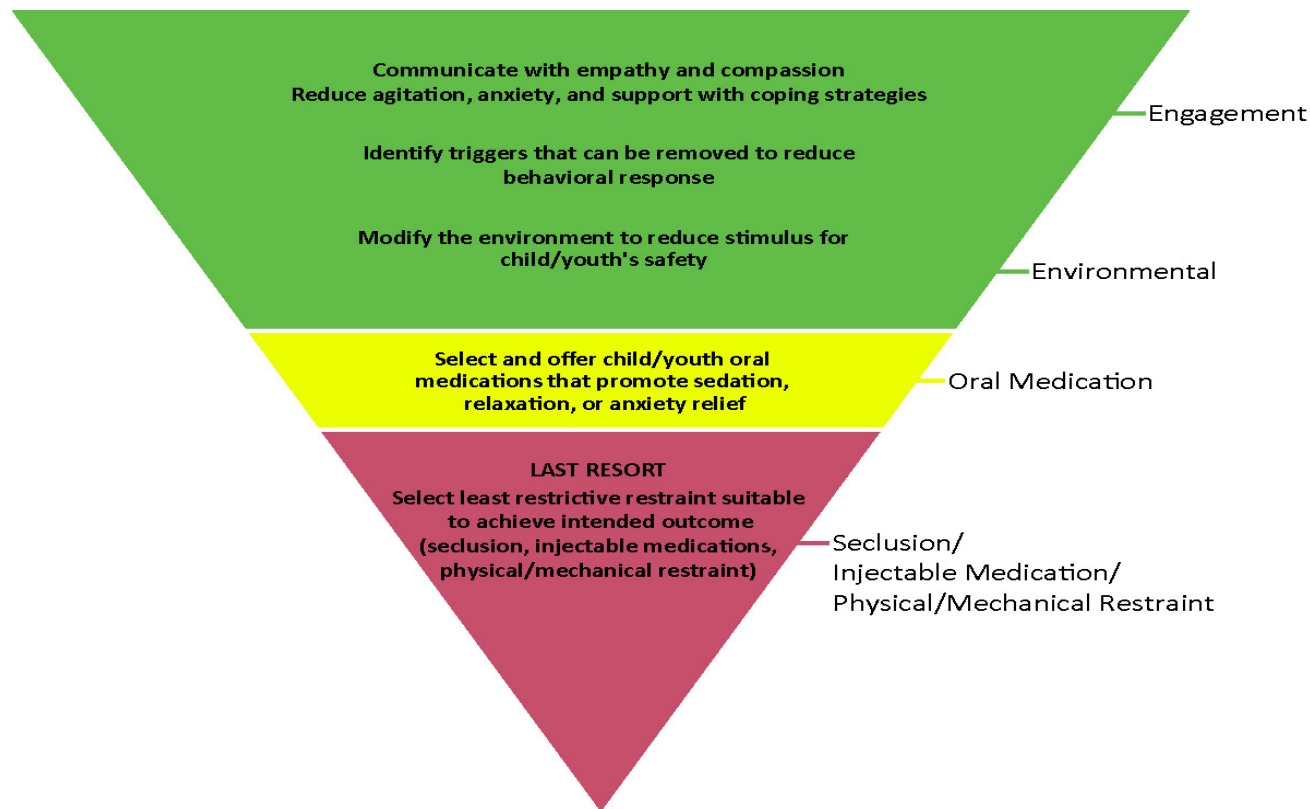 Communicate with empathy and compassion
Reduce agitation, anxiety, and support with coping strategies
Engagement
Identify triggers that can be removed to reduce
behavioral response
Modify the environment to reduce stimulus for
child/youth's safety
Environmental
Select and offer child/youth oral
medications that promote sedation,
relaxation, or anxiety relief
Oral Medication
LAST RESORT
Select least restrictive restraint suitable
to achieve intended outcome
(seclusion, injectable medications,
physical/mechanical restraint)
Seclusion/
Injectable Medication/
Physical/Mechanical Restraint